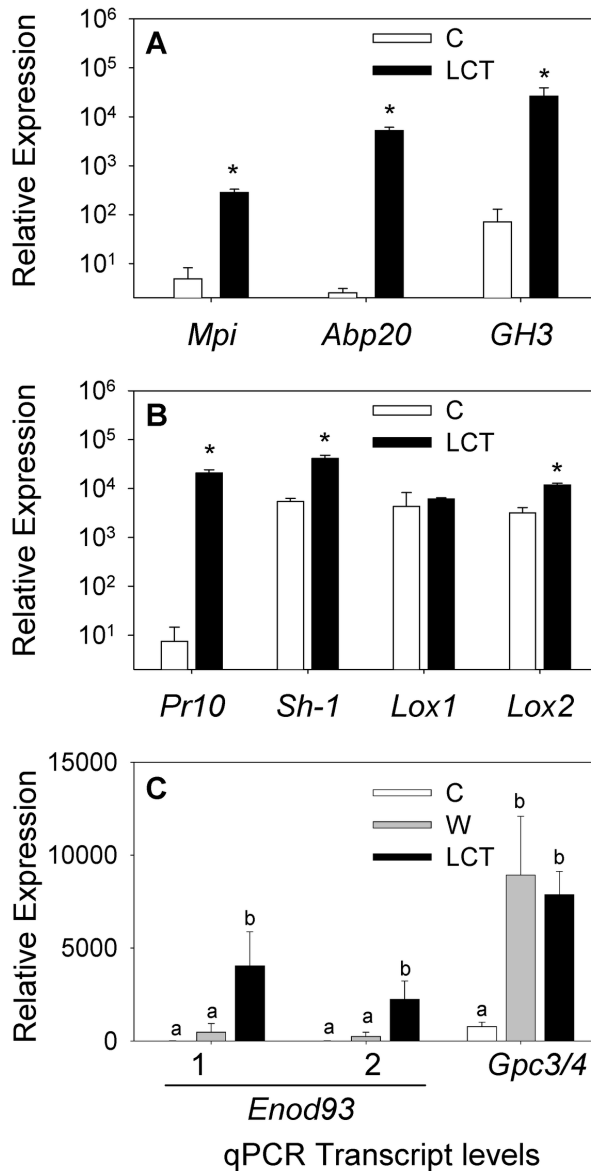 A
C
LCT
Relative Expression
10⁶
10⁵
10⁴
10³
10²
10¹
*
*
*
Mpi Abp20 GH3
B
C
LCT
Relative Expression
10⁶
10⁵
10⁴
10³
10²
10¹
*
*
*
Pr10 Sh-1 Lox1 Lox2
C
C
W
LCT
Relative Expression
15000
10000
5000
0
a a b
a a b
a b b
1 2 Gpc3/4
Enod93
qPCR Transcript levels